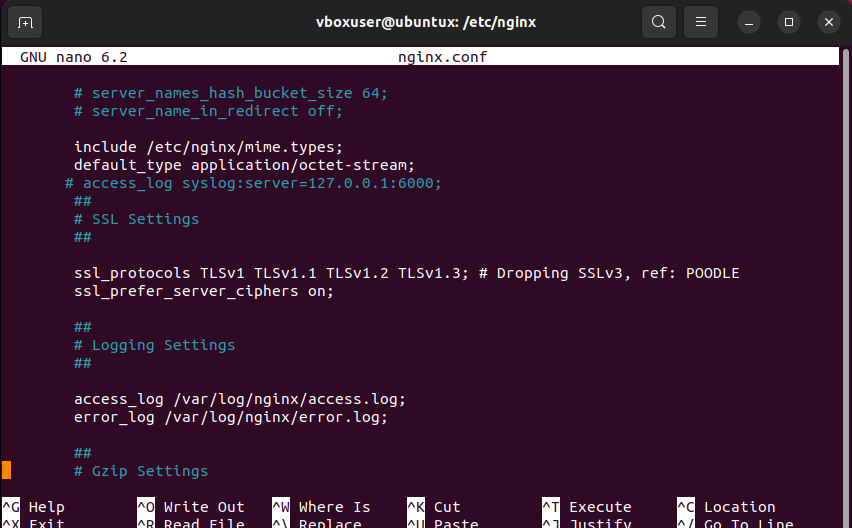 vboxuser@ubuntux: /etc/nginx
GNU nano 6.2 nginx.conf
# server_names_hash_bucket_size 64;
# server_name_in_redirect off;
include /etc/nginx/mime.types;
default_type application/octet-stream;
# access_log syslog:server=127.0.0.1:6000;
##
# SSL Settings
##
ssl_protocols TLSv1 TLSv1.1 TLSv1.2 TLSv1.3; # Dropping SSLv3, ref: POODLE
ssl_prefer_server_ciphers on;
##
# Logging Settings
##
access_log /var/log/nginx/access.log;
error_log /var/log/nginx/error.log;
##
# Gzip Settings
^G Help ^O Write Out ^W Where Is ^K Cut ^T Execute ^C Location
^X Exit ^R Read File ^\ Replace ^U Paste ^J Justify ^/ Go To Line